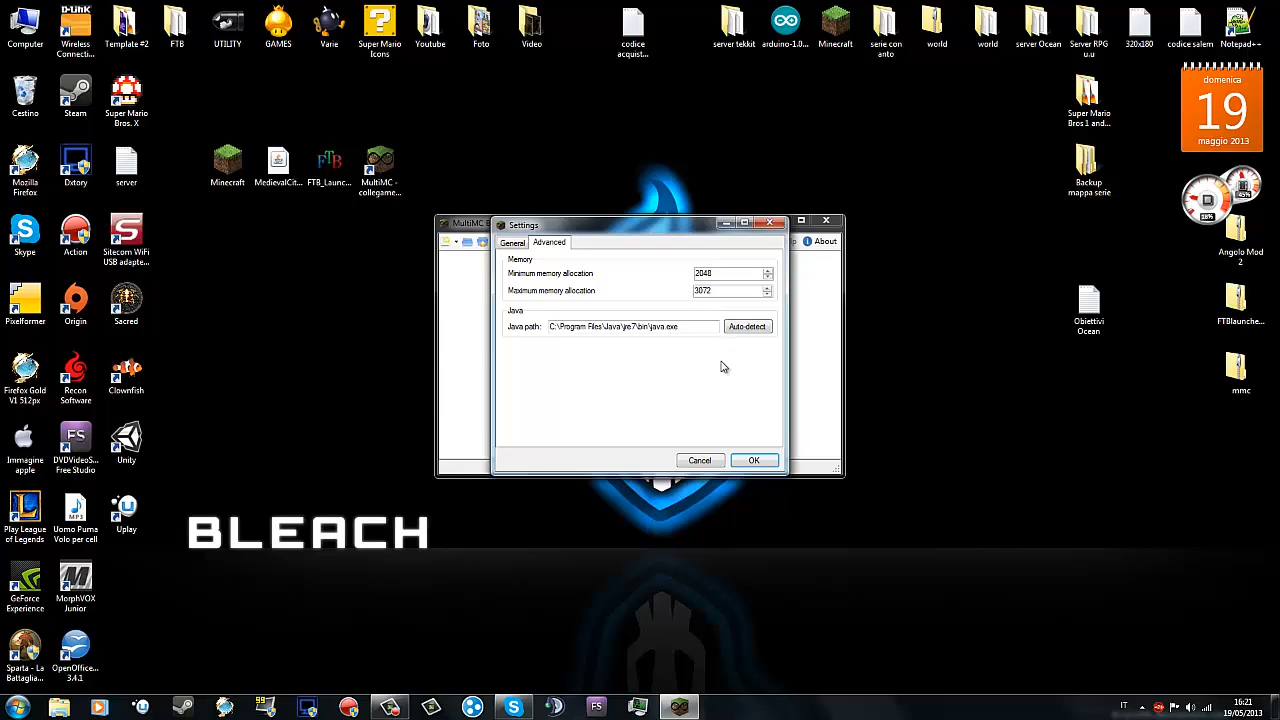 Computer
Wireless
Connecti...
Template #2
FTB
UTILITY
GAMES
Varie
Super Mario
Icons
Youtube
Foto
Video
codice
acquist...
server tekkit
arduino-1.0...
Minecraft
serie con
anto
world
world
server Ocean
Server RPG
u.u
320x180
codice salem
Notepad++
Cestino
Steam
Super Mario
Bros. X
Super Mario
Bros 1 and...
domenica
19
maggio 2013
Mozilla
Firefox
Dxtory
server
Minecraft
MedievalCit...
FTB_Launc...
MultiMC -
collegame...
Backup
mappa serie
18%
45%
Skype
Action
Sitecom WiFi
USB adapte...
Angolo Mod
2
MultiMC
About
Settings
General
Advanced
Memory
Minimum memory allocation
2048
Maximum memory allocation
3072
Java
Java path:
C:\Program Files\Java\jre7\bin\java.exe
Auto-detect
Cancel
OK
Pixelformer
Origin
Sacred
Obiettivi
Ocean
FTBlaunche...
Firefox Gold
V1 512px
Recon
Software
Clownfish
mmc
Immagine
apple
FS
DVDVideoS...
Free Studio
Unity
Play League
of Legends
MP3
Uomo Puma
Volo per cell
Uplay
BLEACH
GeForce
Experience
MorphVOX
Junior
Sparta - La
Battaglia...
OpenOffice...
3.4.1
99
FS
IT
16:21
19/05/2013